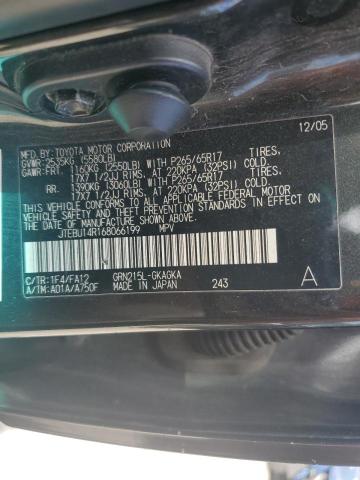 MFD.BY:TOYOTA MOTOR CORPORATION 12/05
GVWR:2535KG (5580LB)
GAWR:FRT. 1160KG (2550LB) WITH P265/65R17 TIRES,
17X7 1/2JJ RIMS, AT 220KPA (32PSI) COLD.
RR. 1390KG (3060LB) WITH P265/65R17 TIRES,
17X7 1/2JJ RIMS, AT 220KPA (32PSI) COLD.
THIS VEHICLE CONFORMS TO ALL APPLICABLE FEDERAL MOTOR
VEHICLE SAFETY STANDARDS IN EFFECT ON THE DATE OF
MANUFACTURE SHOWN ABOVE.
JTEBU14R168066199 MPV
C/TR:1F4/FA12 GRN215L-GKAGKA A
A/TM:A01A/A750F MADE IN JAPAN 243